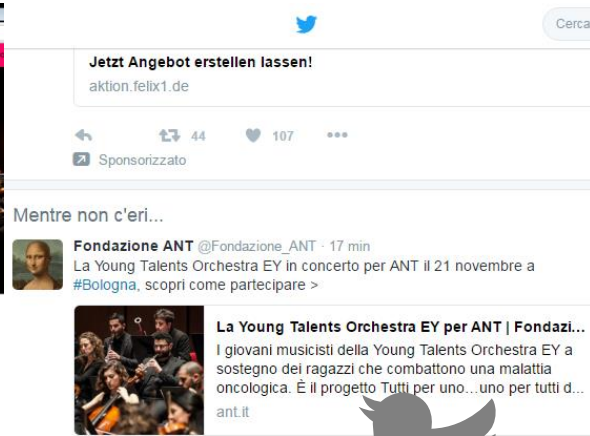 Cerca
Jetzt Angebot erstellen lassen!
aktion.felix1.de
44 107
Sponsorizzato
Mentre non c'eri...
Fondazione ANT @Fondazione_ANT · 17 min
La Young Talents Orchestra EY in concerto per ANT il 21 novembre a
#Bologna, scopri come partecipare >
La Young Talents Orchestra EY per ANT | Fondazi...
I giovani musicisti della Young Talents Orchestra EY a
sostegno dei ragazzi che combattono una malattia
oncologica. È il progetto Tutti per uno...uno per tutti d...
ant.it